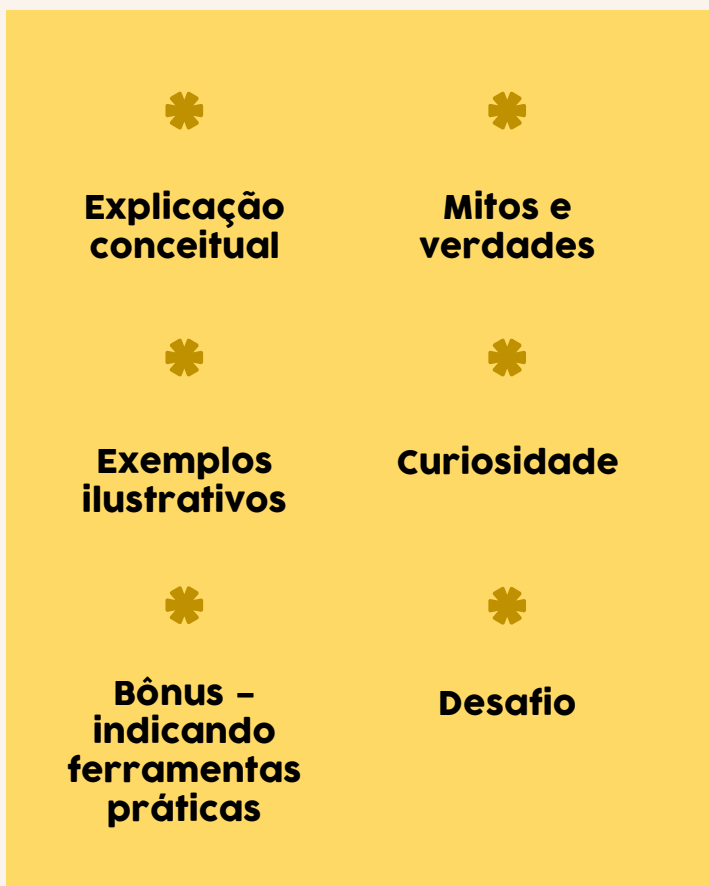 Explicação
conceitual
Mitos e
verdades
Exemplos
ilustrativos
Curiosidade
Bônus –
indicando
ferramentas
práticas
Desafio